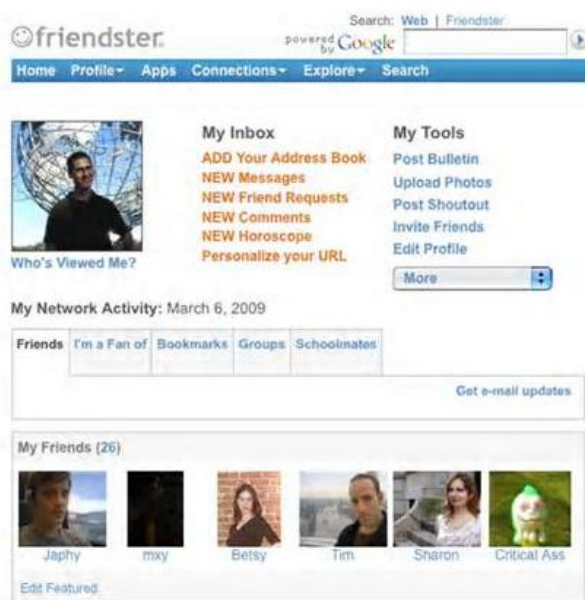 Search: Web | Friendster
friendster
powered by Google
Home Profile Apps Connections Explore Search
My Inbox
ADD Your Address Book
NEW Messages
NEW Friend Requests
NEW Comments
NEW Horoscope
Personalize your URL
My Tools
Post Bulletin
Upload Photos
Post Shoutout
Invite Friends
Edit Profile
More
Who's Viewed Me?
My Network Activity: March 6, 2009
Friends I'm a Fan of Bookmarks Groups Schoolmates
Get e-mail updates
My Friends (26)
Japhy mxy Betsy Tim Sharon Critical Ass
Edit Featured